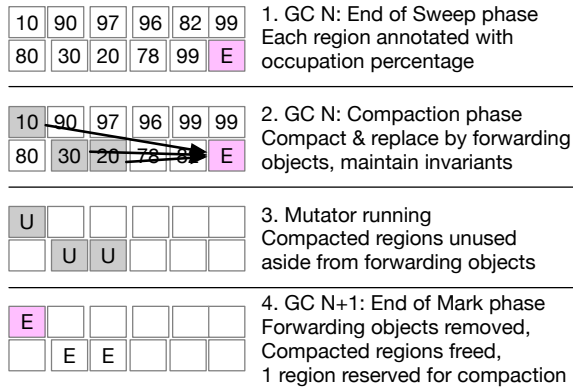 10 90 97 96 82 99
80 30 20 78 99 E
1. GC N: End of Sweep phase
Each region annotated with
occupation percentage
10 90 97 96 99 99
80 30 20 78 82 E
2. GC N: Compaction phase
Compact & replace by forwarding
objects, maintain invariants
U
U U
3. Mutator running
Compacted regions unused
aside from forwarding objects
E
E E
4. GC N+1: End of Mark phase
Forwarding objects removed,
Compacted regions freed,
1 region reserved for compaction